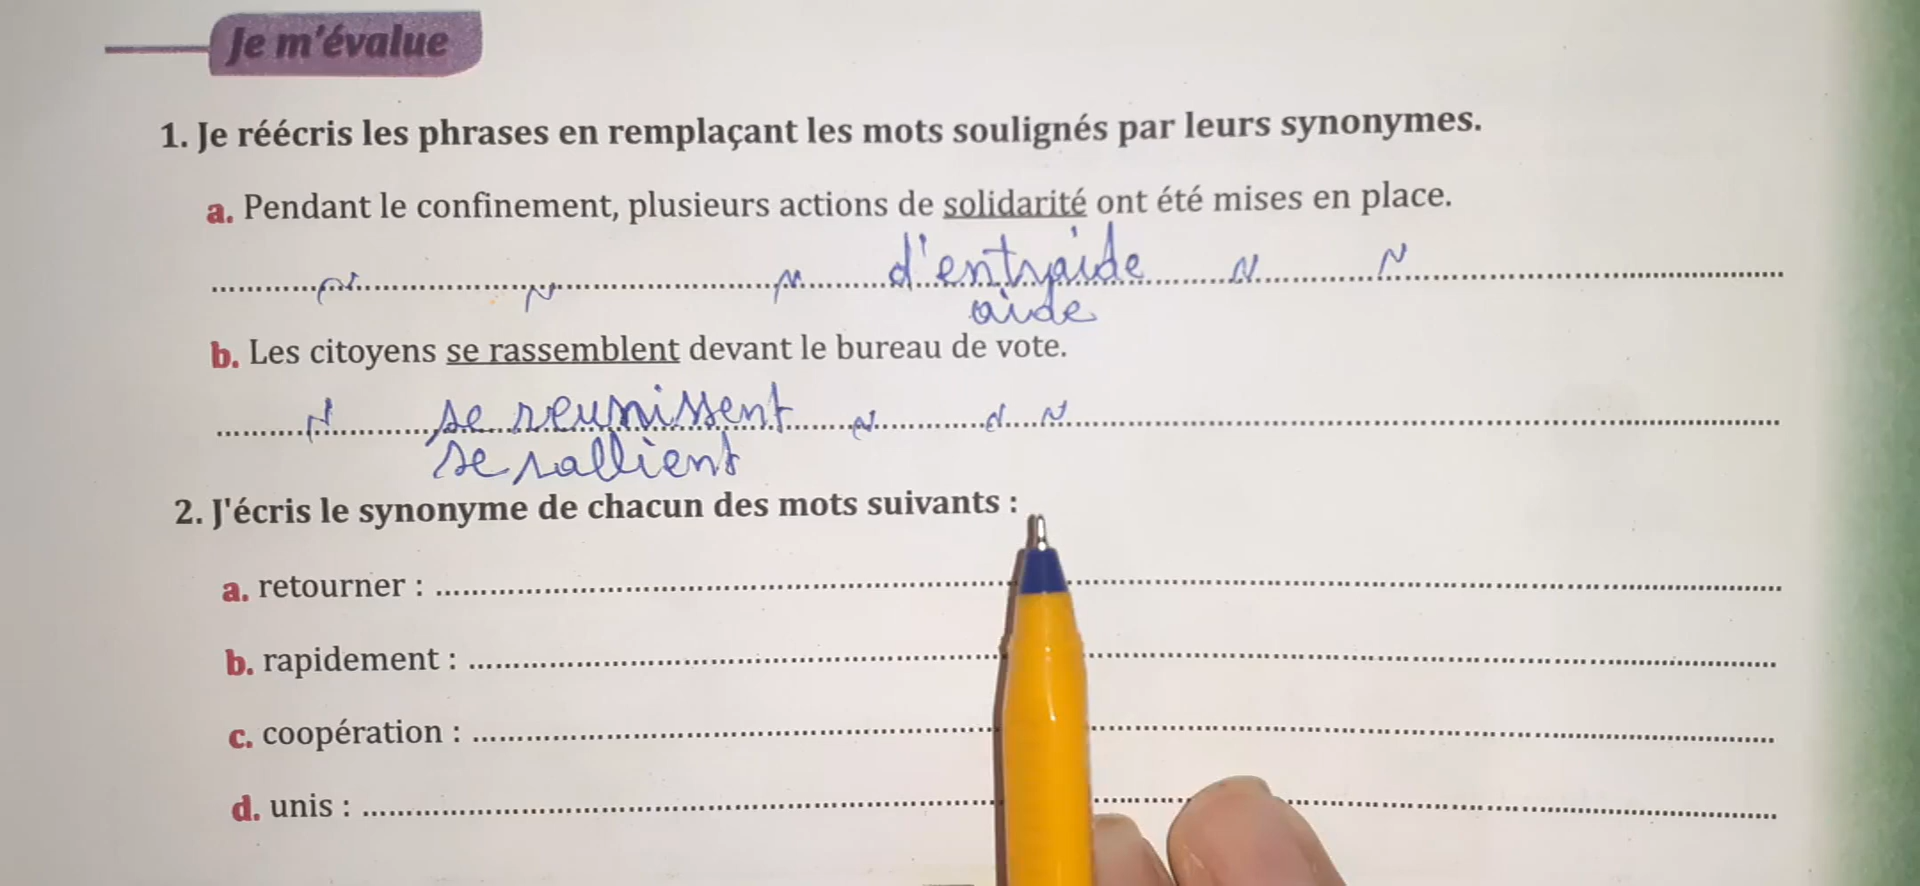 Je m'évalue
1. Je réécris les phrases en remplaçant les mots soulignés par leurs synonymes.
a. Pendant le confinement, plusieurs actions de solidarité ont été mises en place.
d'entraide
aide
b. Les citoyens se rassemblent devant le bureau de vote.
se reunissent
se rallient
2. J'écris le synonyme de chacun des mots suivants :
a. retourner :
b. rapidement :
c. coopération :
d. unis :